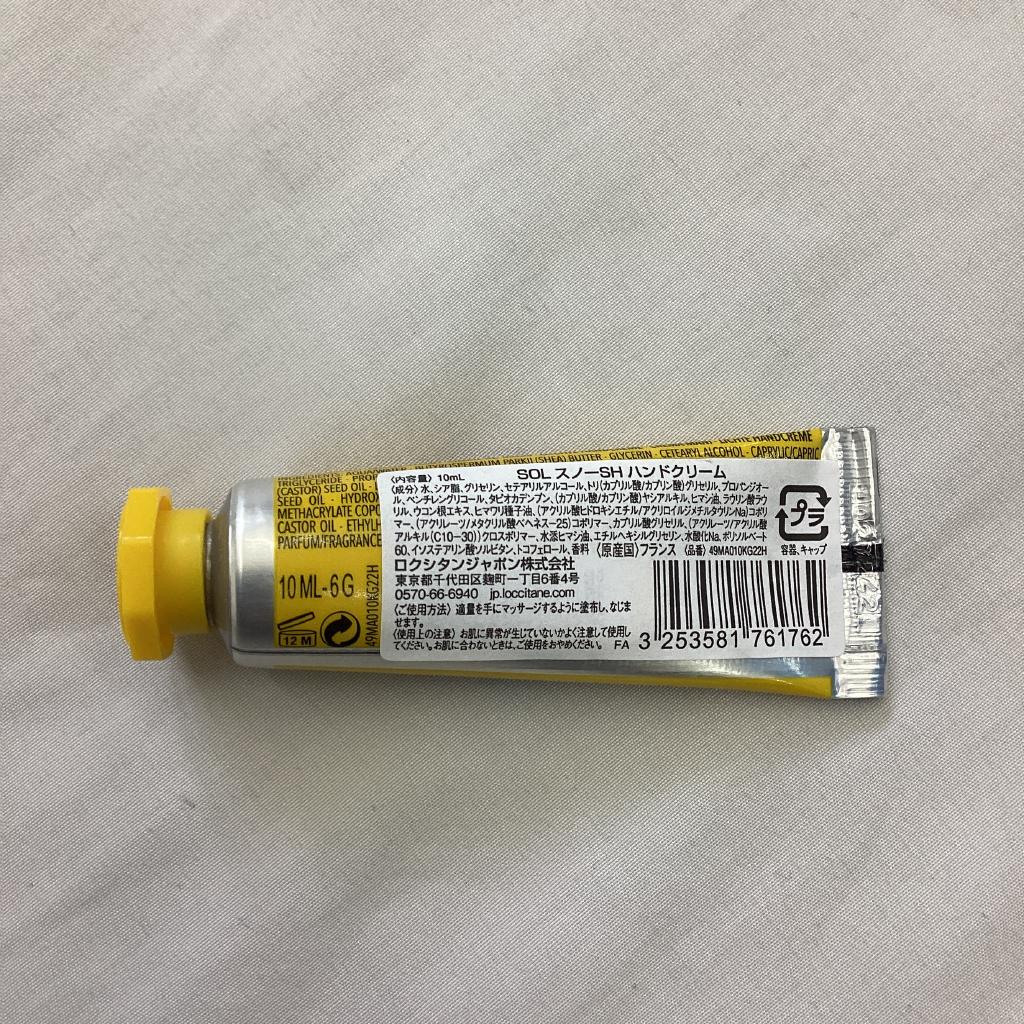 LICHTE HANDCREME
BUTYROSPERMUM PARKII (SHEA) BUTTER · GLYCERIN · CETEARYL ALCOHOL · CAPRYLIC/CAPRIC
TRIGLYCERIDE
(CASTOR) SEED OIL
SEED OIL · HYDROX
METHACRYLATE COPO
CASTOR OIL · ETHYLH
PARFUM/FRAGRANCE
10 ML-6 G
12 M
49MA010KG22H
SOL スノーSH ハンドクリーム
〈内容量〉 10mL
〈成分〉水、シア脂、グリセリン、セテアリルアルコール、トリ(カプリル酸/カプリン酸)グリセリル、プロパンジオー
ル、ペンチレングリコール、タピオカデンプン、(カプリル酸/カプリン酸)ヤシアルキル、ヒマシ油、ラウリン酸ラウ
リル、ウコン根エキス、ヒマワリ種子油、(アクリル酸ヒドロキシエチル/アクリロイルジメチルタウリンNa)コポリ
マー、(アクリレーツ/メタクリル酸ベヘネス-25)コポリマー、カプリル酸グリセリル、(アクリレーツ/アクリル酸
アルキル(C10-30))クロスポリマー、水添ヒマシ油、エチルヘキシルグリセリン、水酸化Na、ポリソルベート
60、イソステアリン酸ソルビタン、トコフェロール、香料 〈原産国〉フランス 〈品番〉49MA010KG22H
プラ
容器、キャップ
ロクシタンジャポン株式会社
東京都千代田区麹町一丁目6番4号
0570-66-6940 jp.loccitane.com
〈ご使用方法〉 適量を手にマッサージするように塗布し、なじま
せます。
〈使用上の注意〉 お肌に異常が生じていないかよく注意して使用し
てください。お肌に合わないときは、ご使用をおやめください。 FA
3 253581 761762